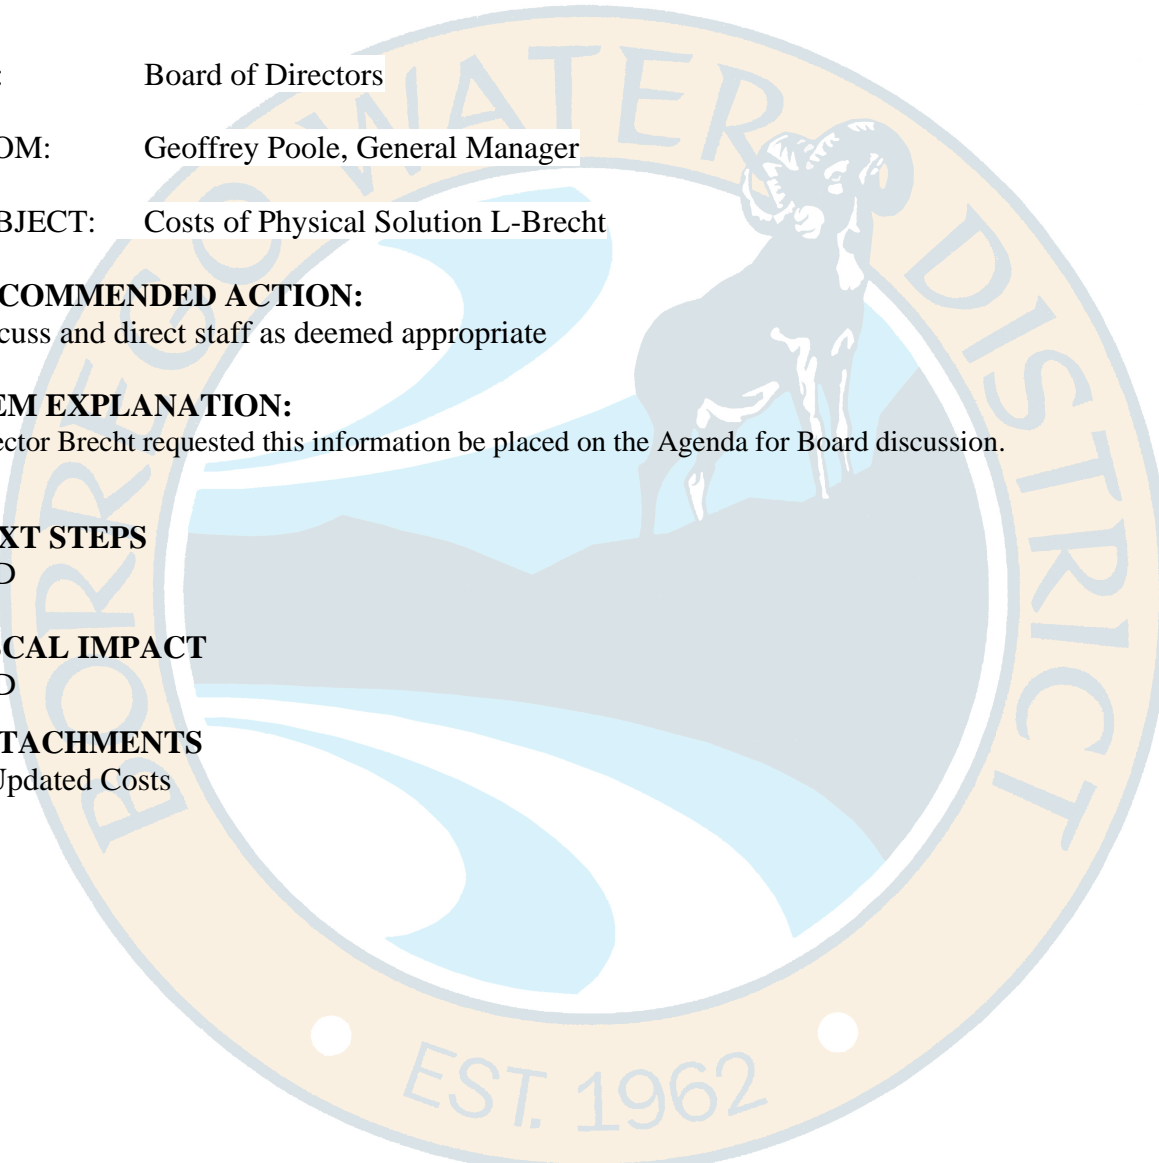 : Board of Directors
OM: Geoffrey Poole, General Manager
BJECT: Costs of Physical Solution L-Brecht
COMMENDED ACTION:
cuss and direct staff as deemed appropriate
EM EXPLANATION:
ector Brecht requested this information be placed on the Agenda for Board discussion.
XT STEPS
D
SCAL IMPACT
D
TACHMENTS
Updated Costs
BORREGO WATER DISTRICT
EST. 1962